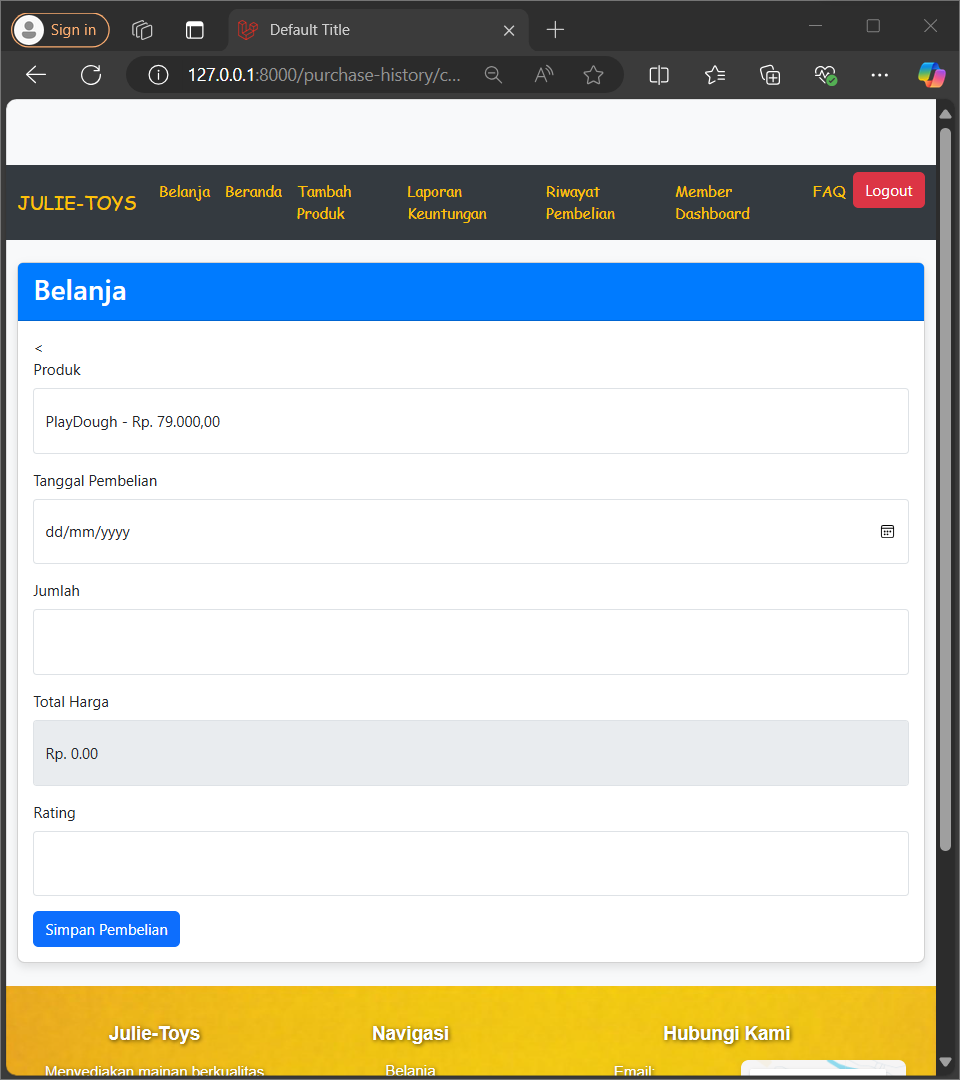 Sign in
Default Title
127.0.0.1:8000/purchase-history/c...
JULIE-TOYS
Belanja
Beranda
Tambah
Produk
Laporan
Keuntungan
Riwayat
Pembelian
Member
Dashboard
FAQ
Logout
Belanja
<
Produk
PlayDough - Rp. 79.000,00
Tanggal Pembelian
dd/mm/yyyy
Jumlah
Total Harga
Rp. 0.00
Rating
Simpan Pembelian
Julie-Toys
Navigasi
Hubungi Kami
Menyediakan mainan berkualitas
Belanja
Email: